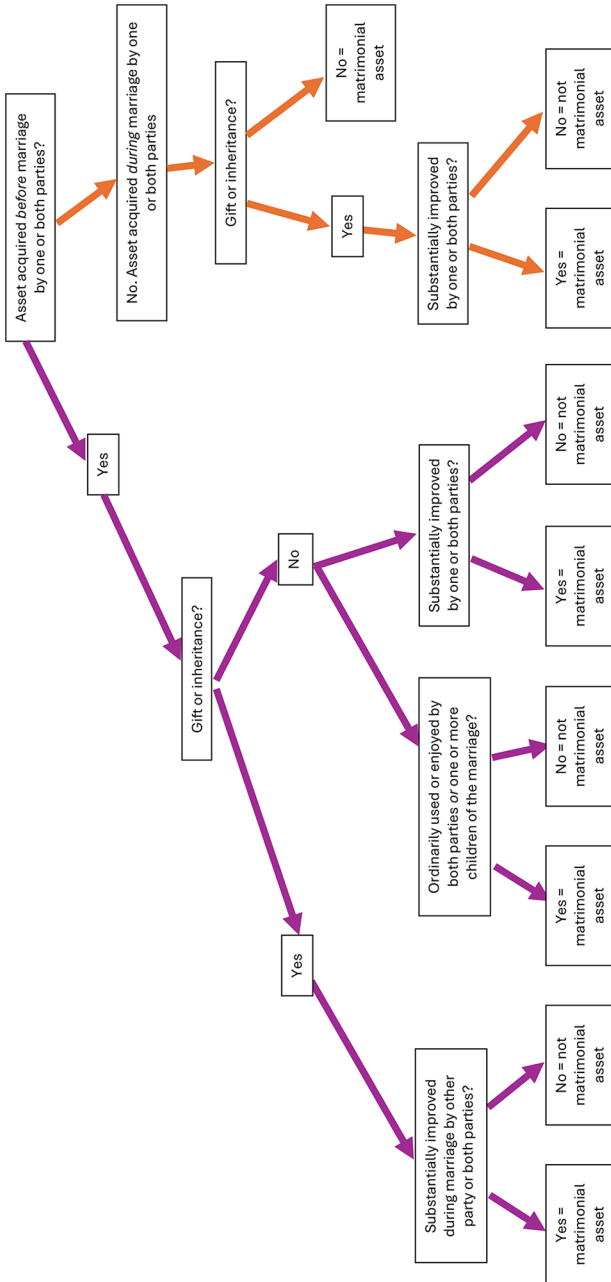 Asset acquired before marriage
by one or both parties?
Yes
No. Asset acquired during marriage by one
or both parties
Gift or inheritance?
Gift or inheritance?
Yes
No
Yes
No =
matrimonial
asset
Substantially improved
during marriage by other
party or both parties?
Ordinarily used or enjoyed by
both parties or one or more
children of the marriage?
Substantially improved
by one or both parties?
Substantially improved
by one or both parties?
Yes =
matrimonial
asset
No = not
matrimonial
asset
Yes =
matrimonial
asset
No = not
matrimonial
asset
Yes =
matrimonial
asset
No = not
matrimonial
asset
Yes =
matrimonial
asset
No = not
matrimonial
asset